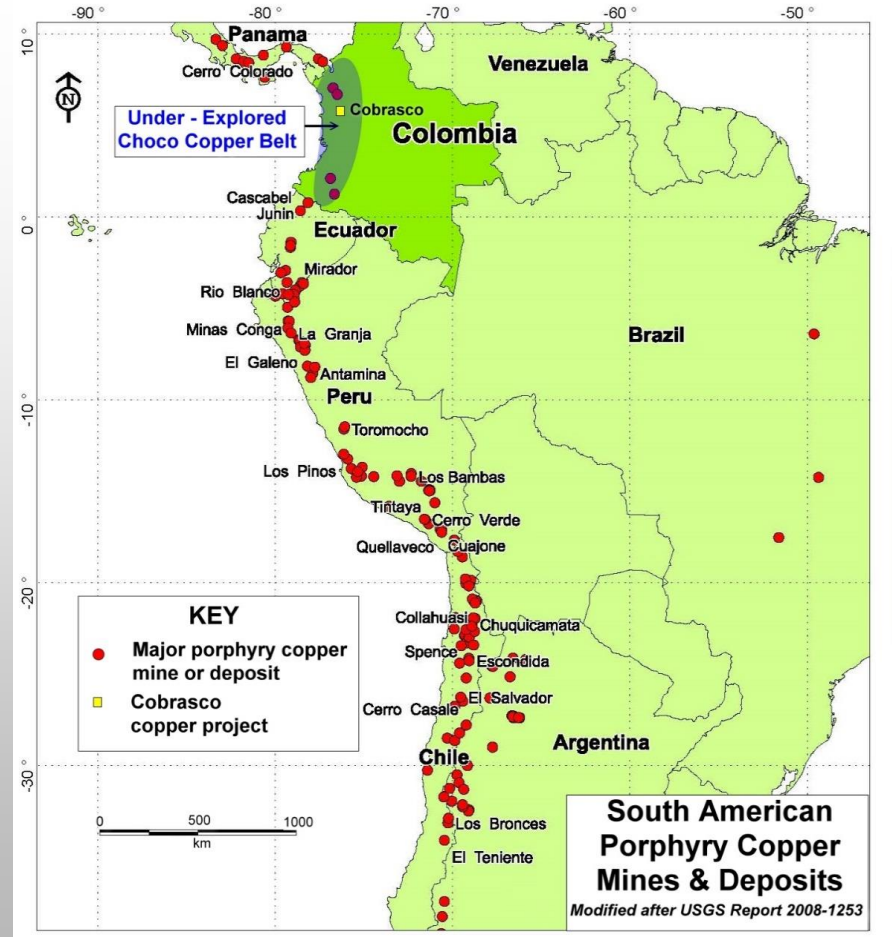 -90°
-80°
-70°
-60°
-50°
10°
0°
-10°
-20°
-30°
N
Panama
Cerro Colorado
Venezuela
Under - Explored
Choco Copper Belt
Cobrasco
Colombia
Cascabel
Junin
Ecuador
Mirador
Rio Blanco
Minas Conga
La Granja
Brazil
El Galeno
Antamina
Peru
Toromocho
Los Pinos
Los Bambas
Tintaya
Cerro Verde
Quellaveco
Cuajone
Collahuasi
Chuquicamata
Spence
Escondida
El Salvador
Cerro Casale
Argentina
Chile
Los Bronces
El Teniente
KEY
Major porphyry copper
mine or deposit
Cobrasco
copper project
0 500 1000
km
South American
Porphyry Copper
Mines & Deposits
Modified after USGS Report 2008-1253